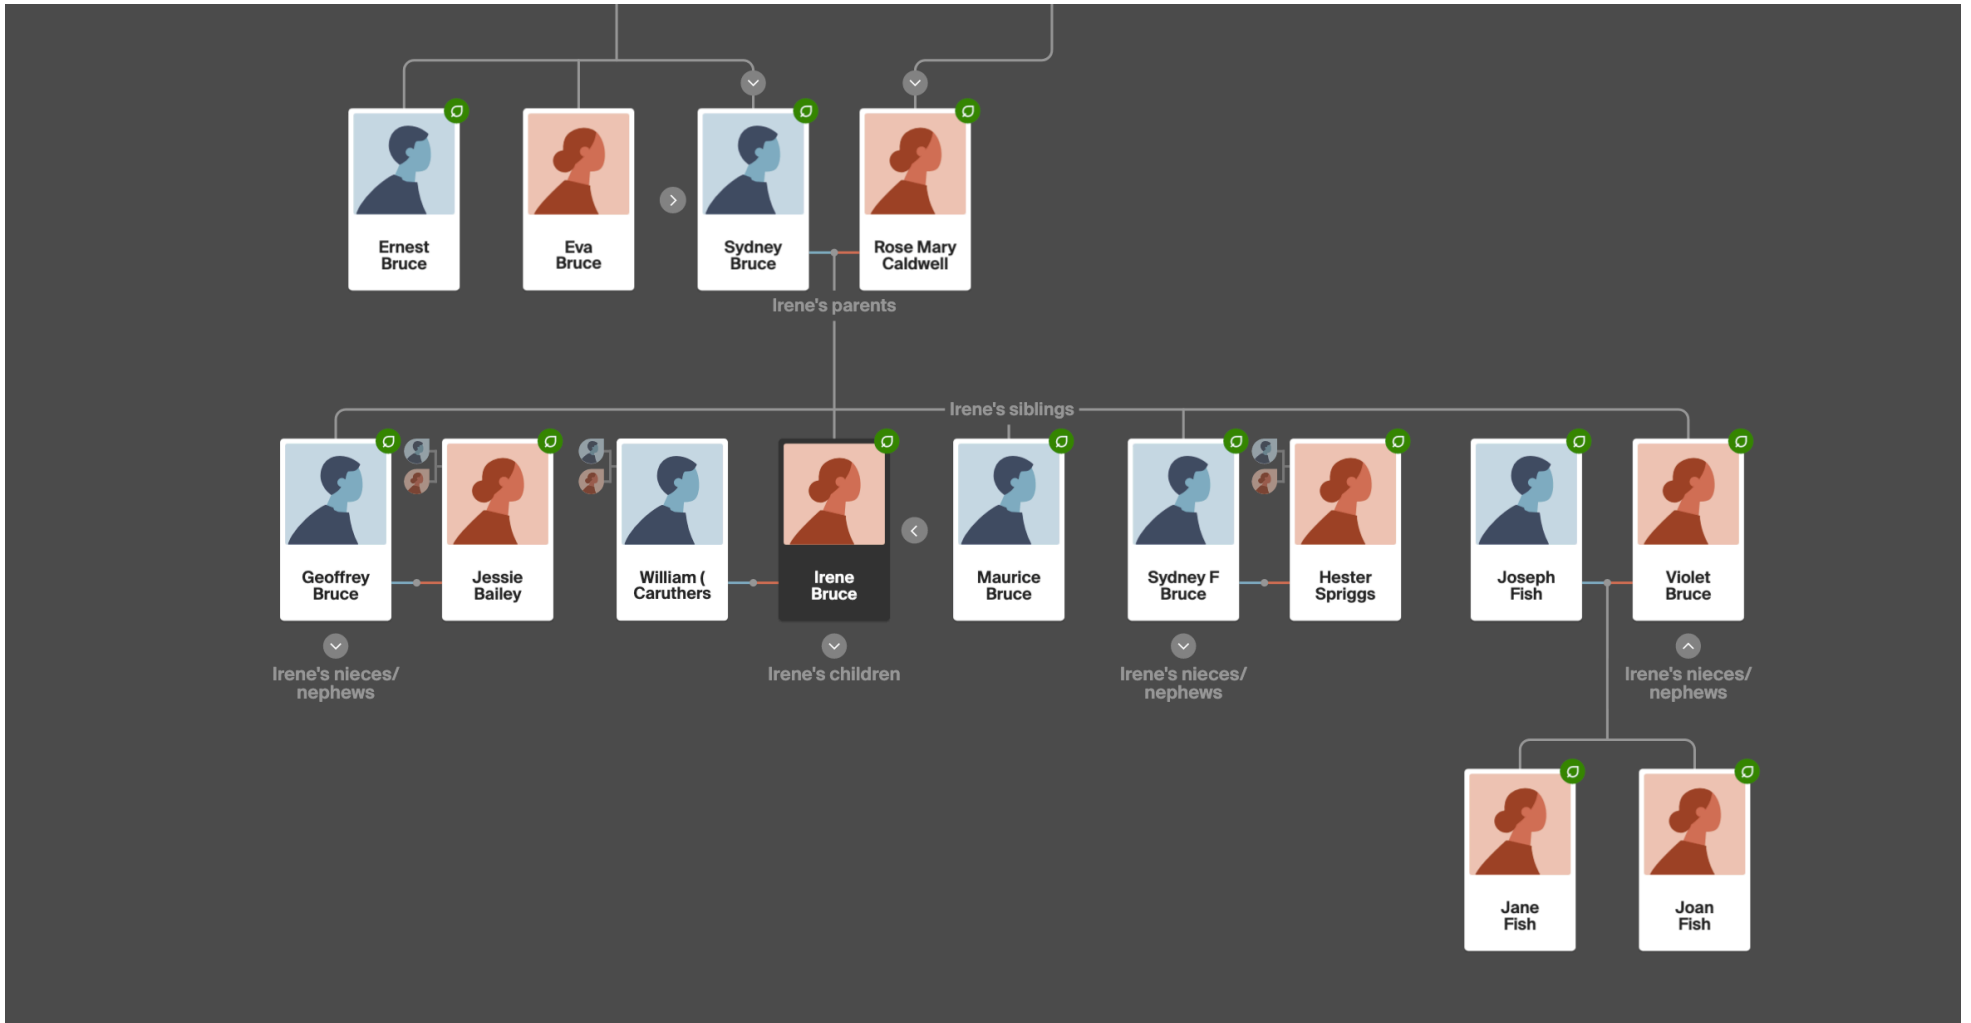 Ernest
Bruce
Eva
Bruce
Sydney
Bruce
Rose Mary
Caldwell
Irene's parents
Irene's siblings
Geoffrey
Bruce
Jessie
Bailey
William (
Caruthers
Irene
Bruce
Maurice
Bruce
Sydney F
Bruce
Hester
Spriggs
Joseph
Fish
Violet
Bruce
Irene's nieces/
nephews
Irene's children
Irene's nieces/
nephews
Irene's nieces/
nephews
Jane
Fish
Joan
Fish